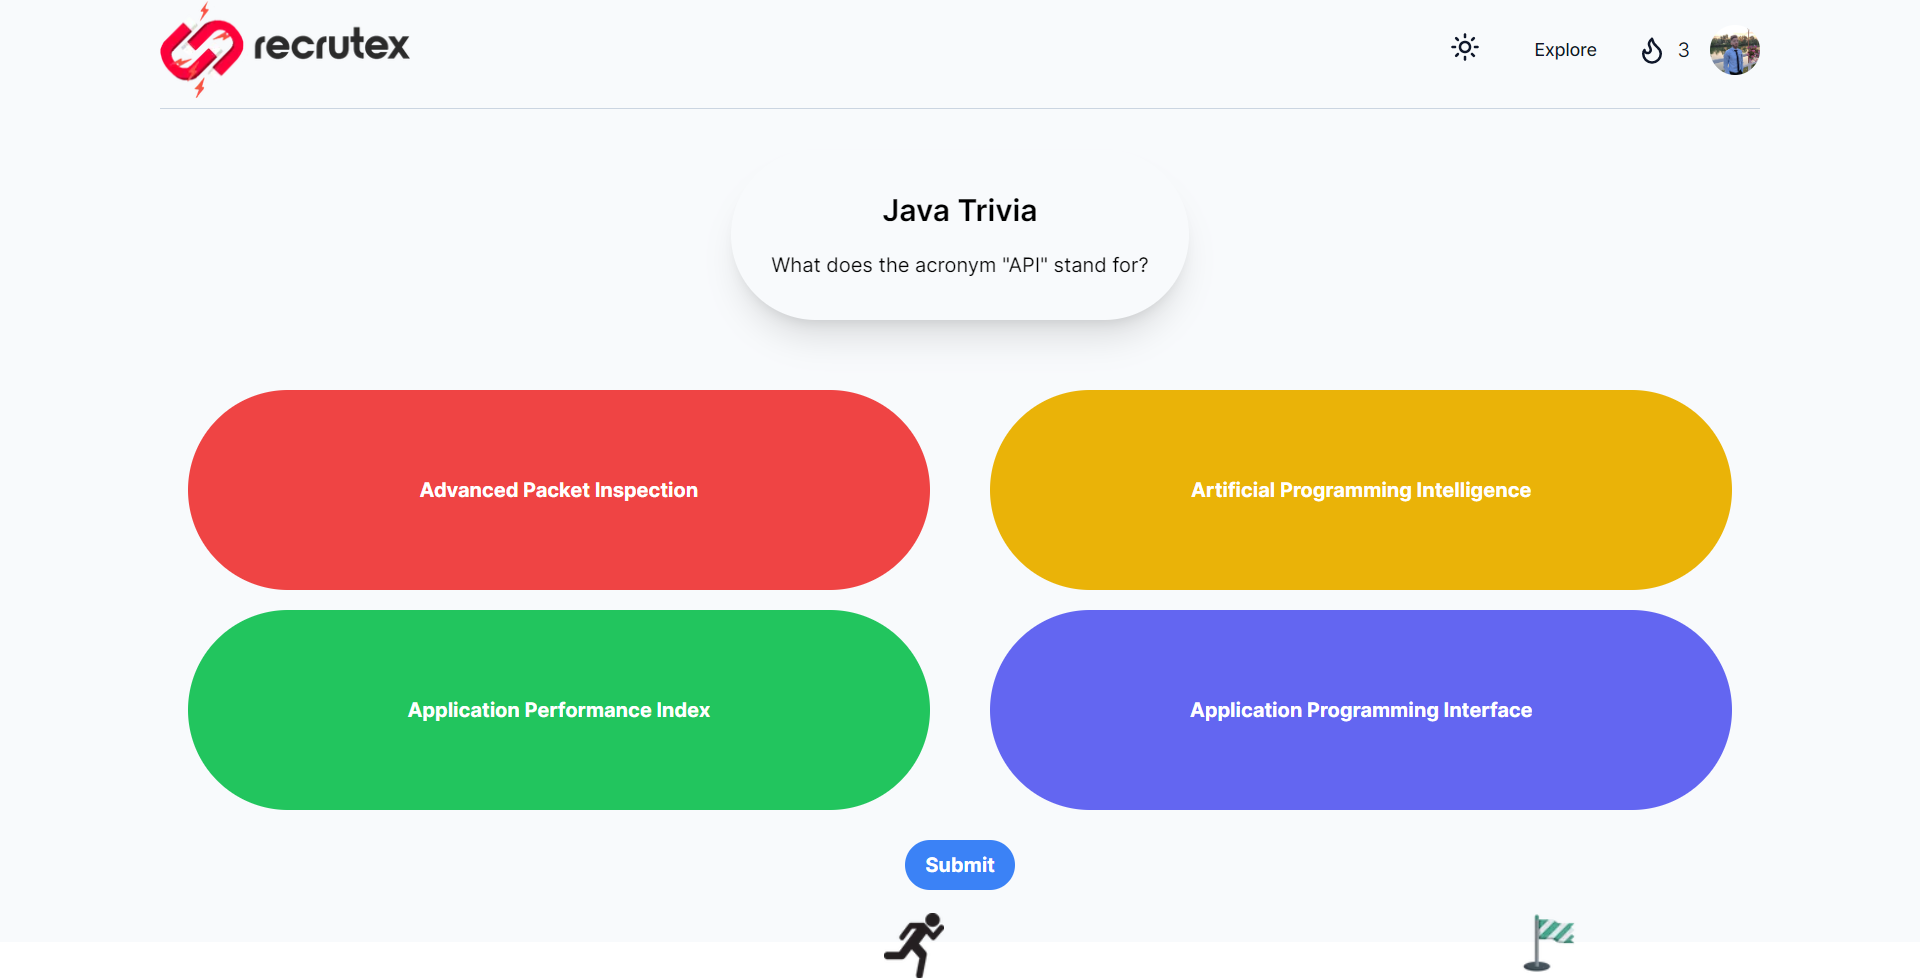 recrutex
Explore
3
Java Trivia
What does the acronym "API" stand for?
Advanced Packet Inspection
Artificial Programming Intelligence
Application Performance Index
Application Programming Interface
Submit